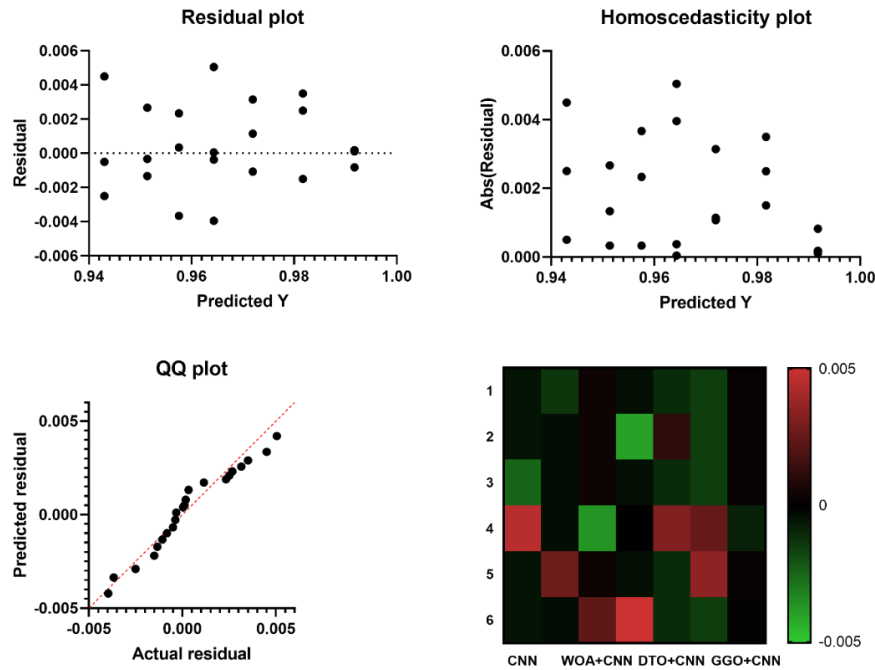 Residual plot
0.006
0.004
0.002
0.000
-0.002
-0.004
-0.006
Residual
0.94
0.96
0.98
1.00
Predicted Y
Homoscedasticity plot
0.006
0.004
0.002
0.000
Abs(Residual)
0.94
0.96
0.98
1.00
Predicted Y
QQ plot
0.005
0.000
-0.005
Predicted residual
-0.005
0.000
0.005
Actual residual
1
2
3
4
5
6
CNN
WOA+CNN
DTO+CNN
GGO+CNN
0.005
0
-0.005